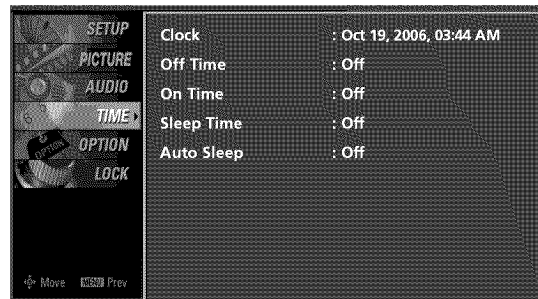 SETUP
PICTURE
AUDIO
TIME
OPTION
LOCK
Clock : Oct 19, 2006, 03:44 AM
Off Time : Off
On Time : Off
Sleep Time : Off
Auto Sleep : Off
OPTION
Move MENU Prev